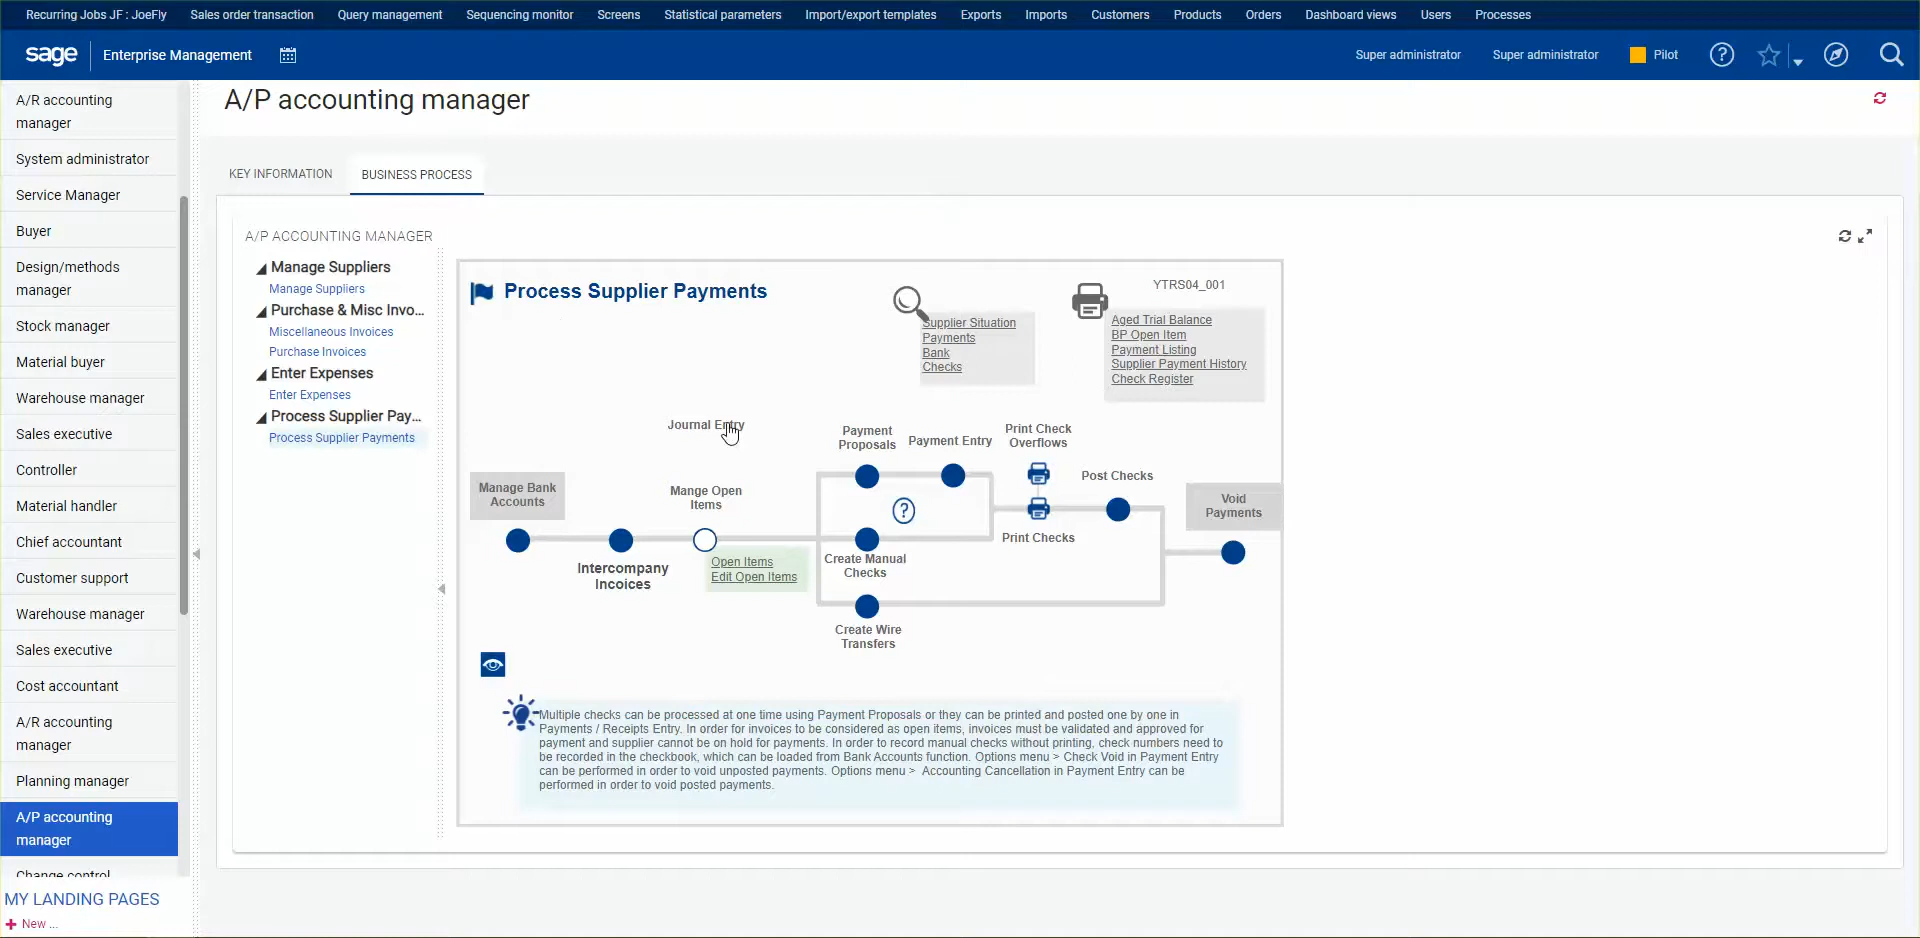 Recurring Jobs JF : JoeFly Sales order transaction Query management Sequencing monitor Screens Statistical parameters Import/export templates Exports Imports Customers Products Orders Dashboard views Users Processes
sage Enterprise Management Super administrator Super administrator Pilot
A/R accounting
manager
System administrator
Service Manager
Buyer
Design/methods
manager
Stock manager
Material buyer
Warehouse manager
Sales executive
Controller
Material handler
Chief accountant
Customer support
Warehouse manager
Sales executive
Cost accountant
A/R accounting
manager
Planning manager
A/P accounting
manager
Change control
MY LANDING PAGES
New ...
A/P accounting manager
KEY INFORMATION BUSINESS PROCESS
A/P ACCOUNTING MANAGER
Manage Suppliers
Manage Suppliers
Purchase & Misc Invo...
Miscellaneous Invoices
Purchase Invoices
Enter Expenses
Enter Expenses
Process Supplier Pay...
Process Supplier Payments
Process Supplier Payments
YTRS04_001
Supplier Situation
Payments
Bank
Checks
Aged Trial Balance
BP Open Item
Payment Listing
Supplier Payment History
Check Register
Journal Entry
Payment
Proposals
Payment Entry
Print Check
Overflows
Post Checks
Manage Bank
Accounts
Mange Open
Items
Void
Payments
Print Checks
Intercompany
Incoices
Open Items
Edit Open Items
Create Manual
Checks
Create Wire
Transfers
Multiple checks can be processed at one time using Payment Proposals or they can be printed and posted one by one in
Payments / Receipts Entry. In order for invoices to be considered as open items, invoices must be validated and approved for
payment and supplier cannot be on hold for payments. In order to record manual checks without printing, check numbers need to
be recorded in the checkbook, which can be loaded from Bank Accounts function. Options menu > Check Void in Payment Entry
can be performed in order to void unposted payments. Options menu > Accounting Cancellation in Payment Entry can be
performed in order to void posted payments.